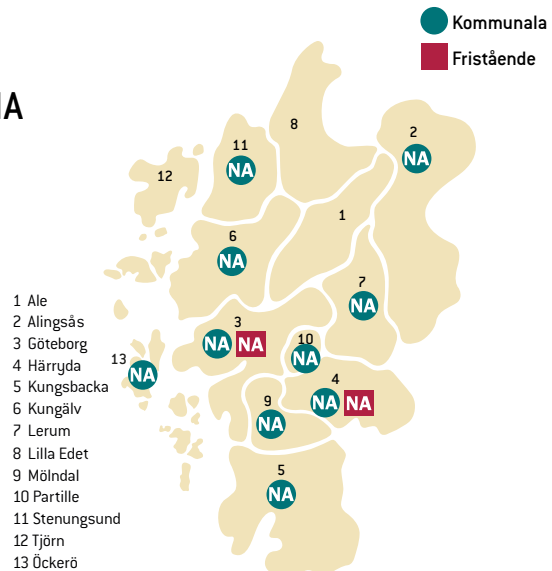 Kommunala
Fristående
NA
8
2
NA
11
NA
12
1
6
NA
7
NA
3
NA NA
10
NA
13
NA
4
NA NA
9
NA
5
NA
1 Ale
2 Alingsås
3 Göteborg
4 Härryda
5 Kungsbacka
6 Kungälv
7 Lerum
8 Lilla Edet
9 Mölndal
10 Partille
11 Stenungsund
12 Tjörn
13 Öckerö